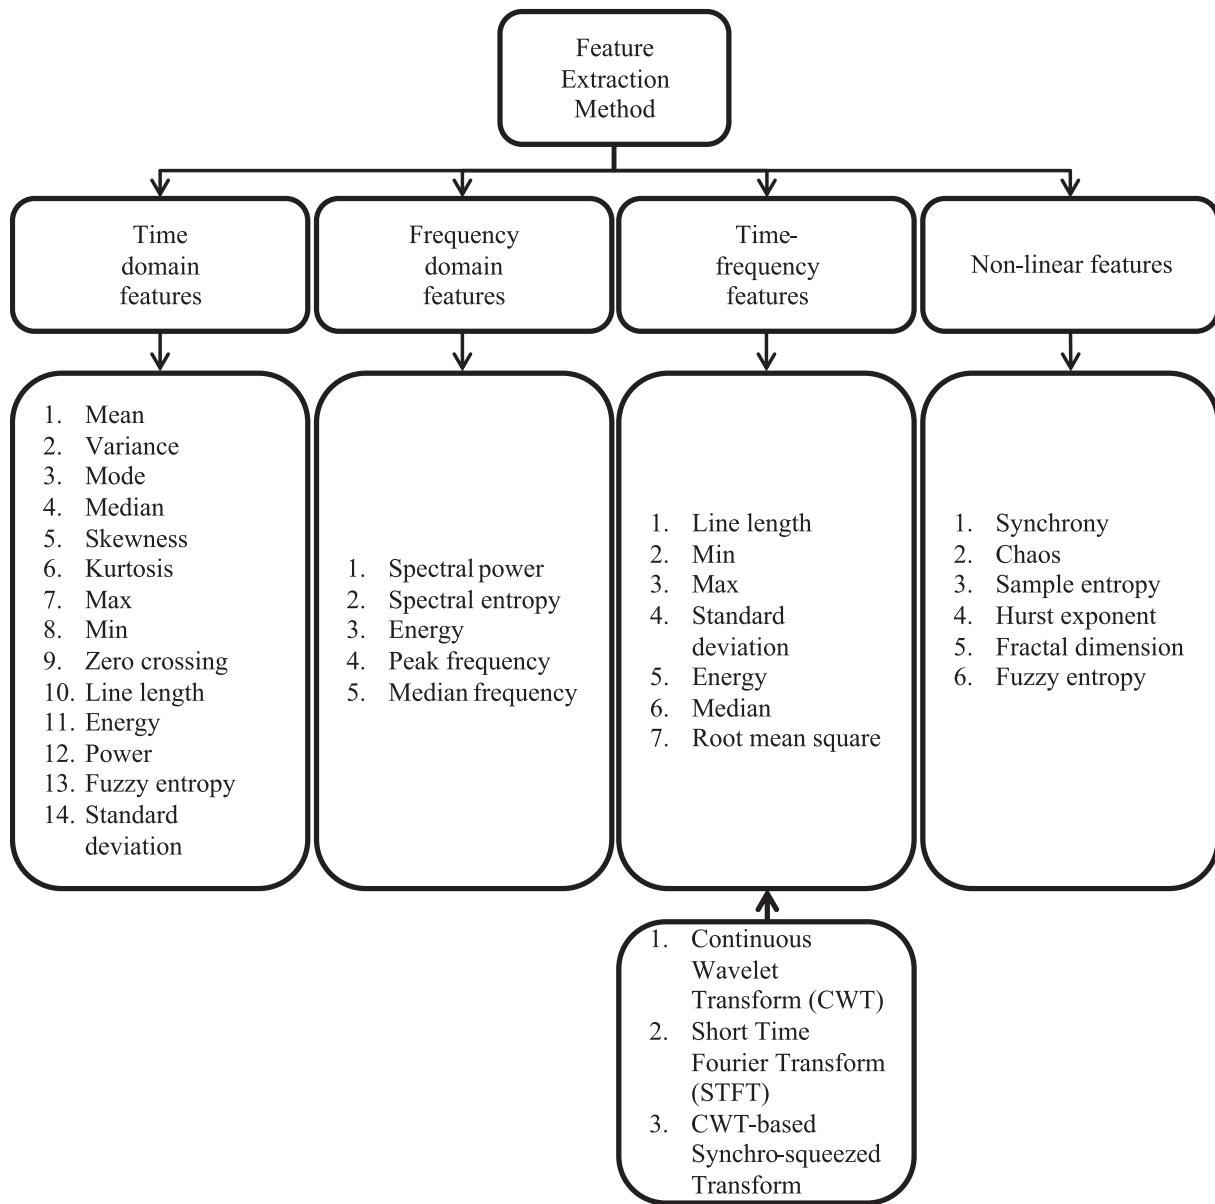 Feature
Extraction
Method
Time
domain
features
Frequency
domain
features
Time-
frequency
features
Non-linear features
1. Mean
2. Variance
3. Mode
4. Median
5. Skewness
6. Kurtosis
7. Max
8. Min
9. Zero crossing
10. Line length
11. Energy
12. Power
13. Fuzzy entropy
14. Standard
deviation
1. Spectral power
2. Spectral entropy
3. Energy
4. Peak frequency
5. Median frequency
1. Line length
2. Min
3. Max
4. Standard
deviation
5. Energy
6. Median
7. Root mean square
1. Synchrony
2. Chaos
3. Sample entropy
4. Hurst exponent
5. Fractal dimension
6. Fuzzy entropy
1. Continuous
Wavelet
Transform (CWT)
2. Short Time
Fourier Transform
(STFT)
3. CWT-based
Synchro-squeezed
Transform